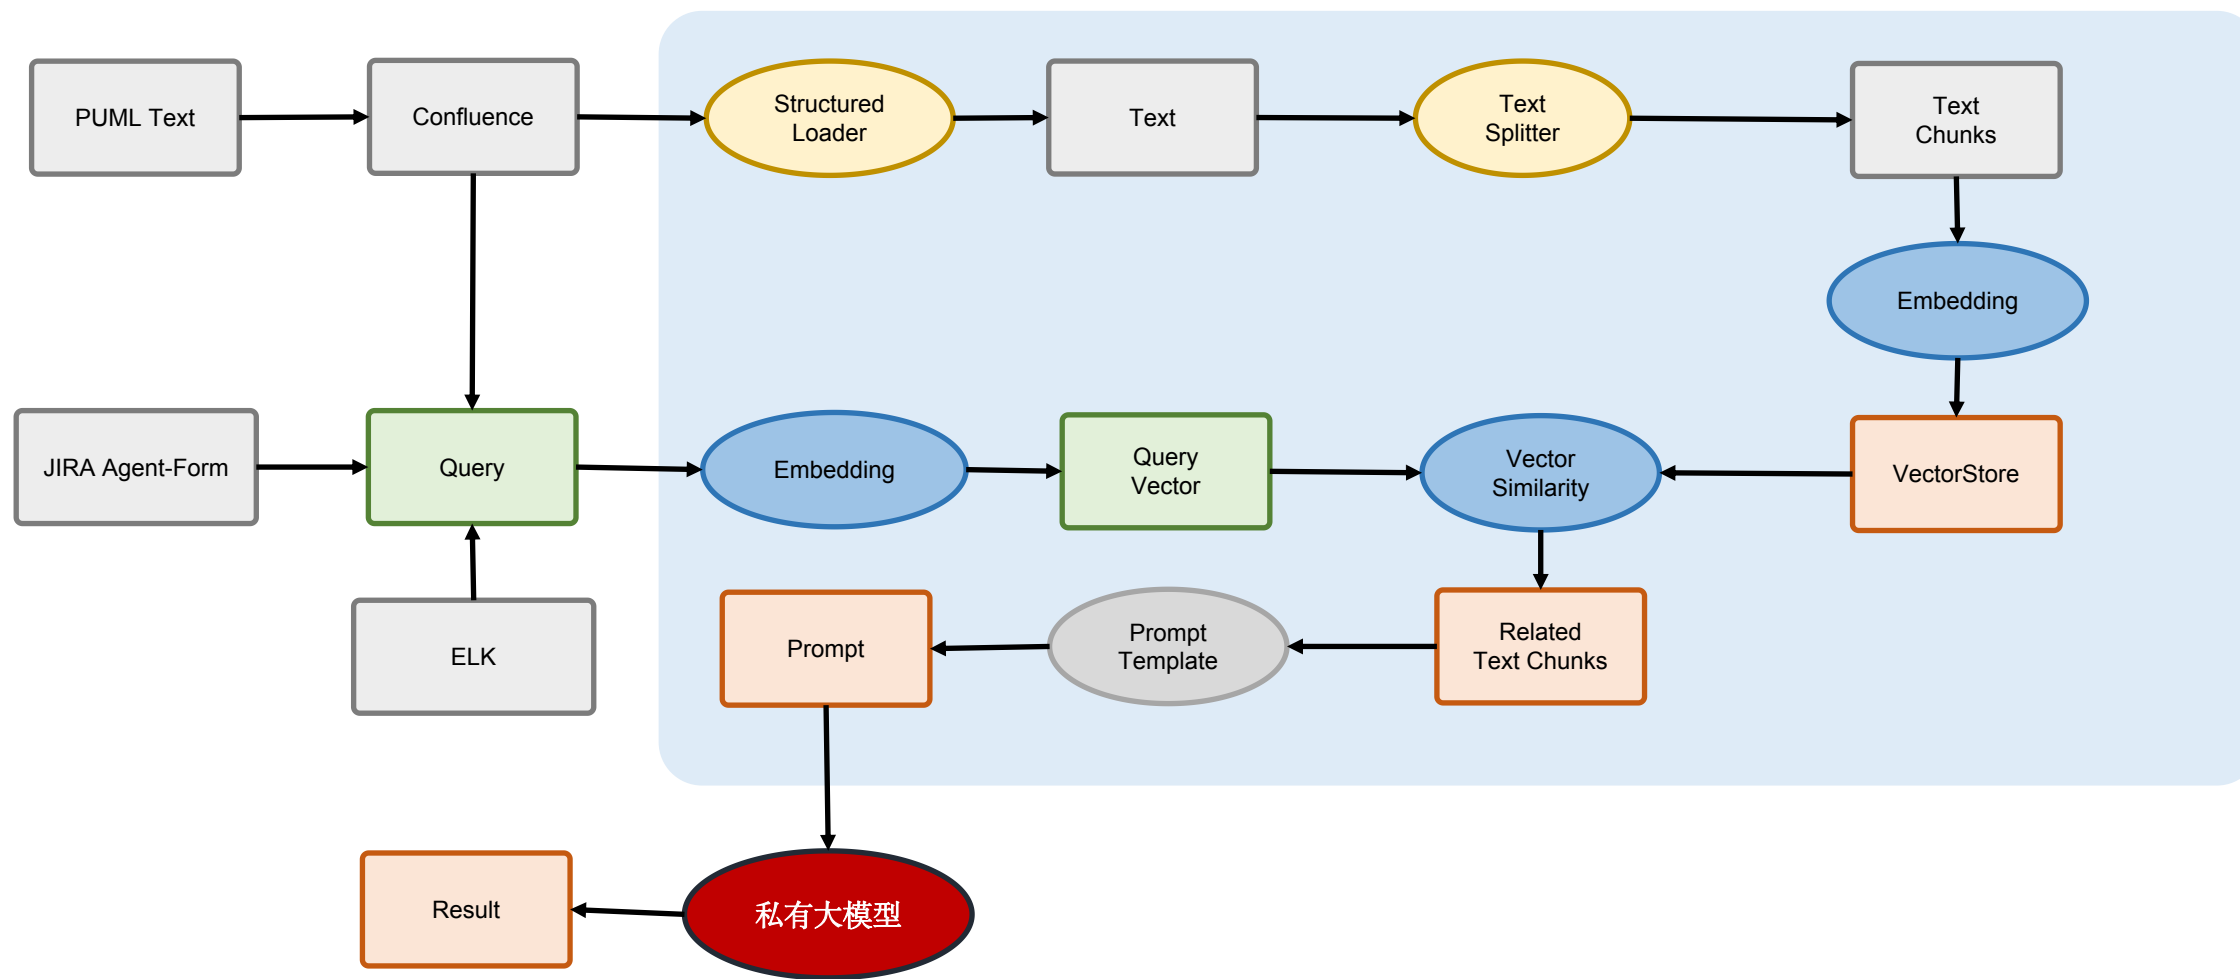 PUML Text
Confluence
Structured
Loader
Text
Text
Splitter
Text
Chunks
Embedding
JIRA Agent-Form
Query
Embedding
Query
Vector
Vector
Similarity
VectorStore
ELK
Prompt
Prompt
Template
Related
Text Chunks
Result
私有大模型